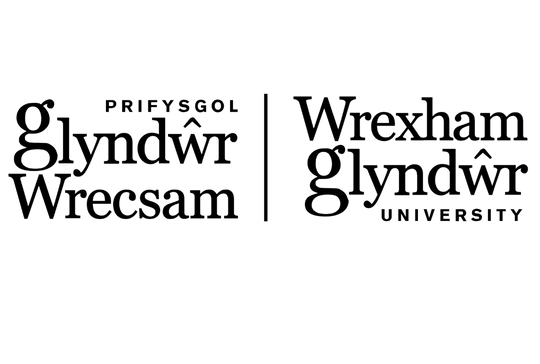 PRIFYSGOL
glyndŵr
Wrecsam
Wrexham
glyndŵr
UNIVERSITY